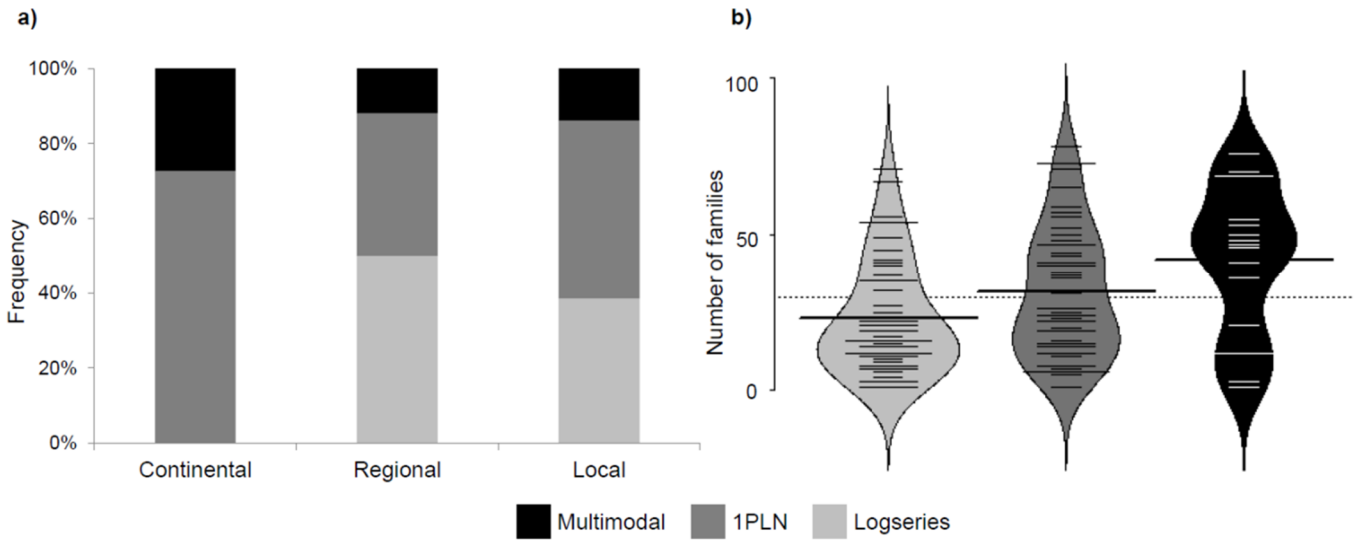 a)
100%
80%
60%
40%
20%
0%
Frequency
Continental Regional Local
b)
100
50
0
Number of families
Multimodal 1PLN Logseries